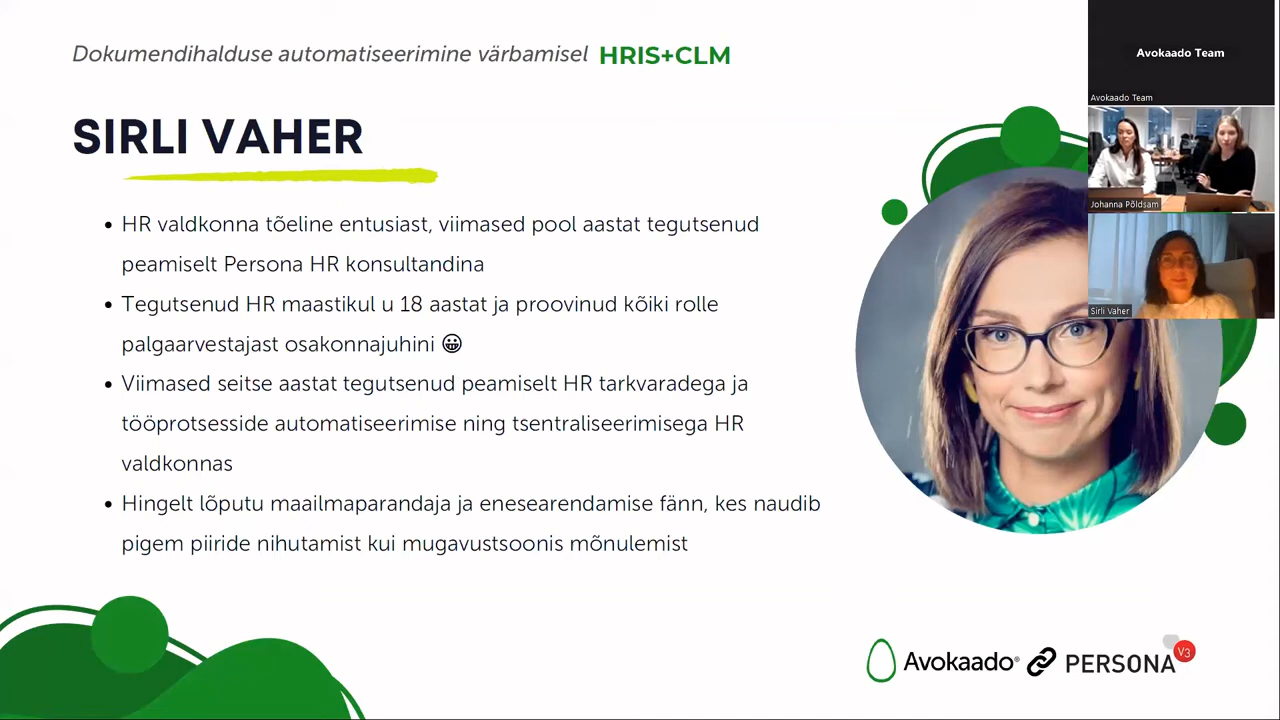 Dokumendihalduse automatiseerimine värbamisel HRIS+CLM
SIRLI VAHER
• HR valdkonna tõeline entusiast, viimased pool aastat tegutsenud
peamiselt Persona HR konsultandina
• Tegutsenud HR maastikul u 18 aastat ja proovinud kõiki rolle
palgaarvestajast osakonnajuhini 😀
• Viimased seitse aastat tegutsenud peamiselt HR tarkvaradega ja
tööprotsesside automatiseerimise ning tsentraliseerimisega HR
valdkonnas
• Hingelt lõputu maailmaparandaja ja enesearendamise fänn, kes naudib
pigem piiride nihutamist kui mugavustsoonis mõnulemist
Avokaado Team
Avokaado Team
Johanna Põldsam
Sirli Vaher
Avokaado® PERSONA V3